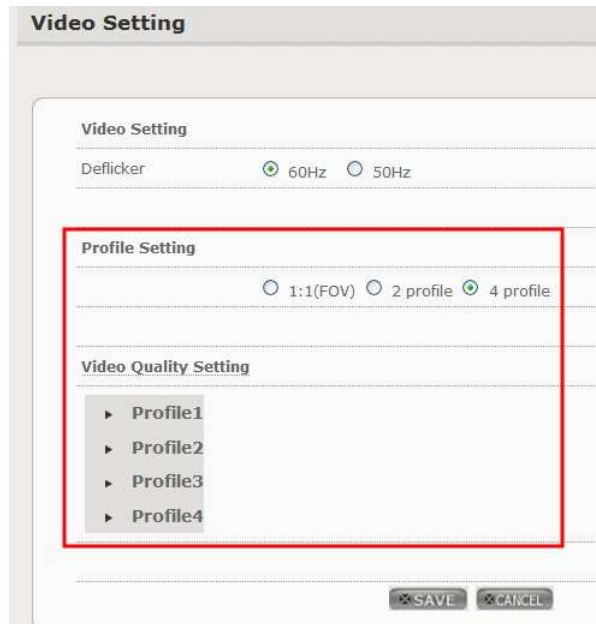 Video Setting
Video Setting
Deflicker 60Hz 50Hz
Profile Setting
1:1(FOV) 2 profile 4 profile
Video Quality Setting
Profile1
Profile2
Profile3
Profile4
SAVE CANCEL